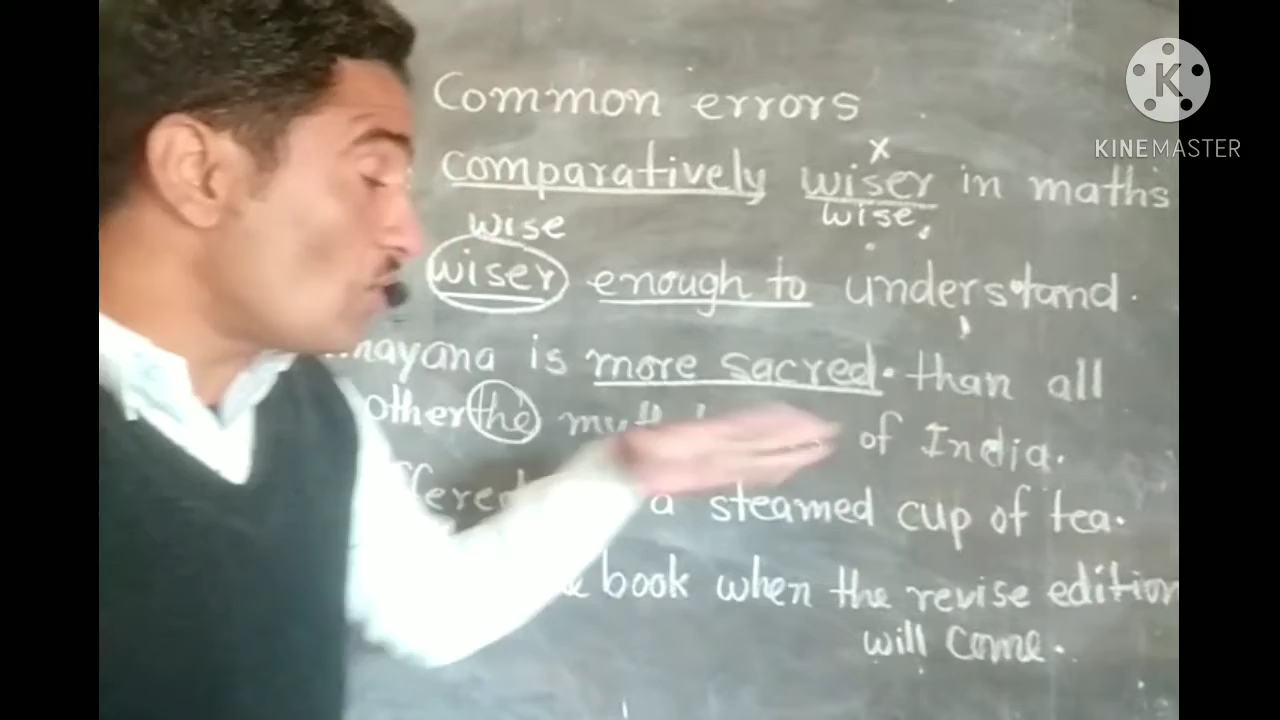 Common errors
x
comparatively wiser in maths
wise wise
wiser enough to understand.
is more sacred than all
other the of India.
a steamed cup of tea.
book when the revise edition
will come.
KINEMASTER